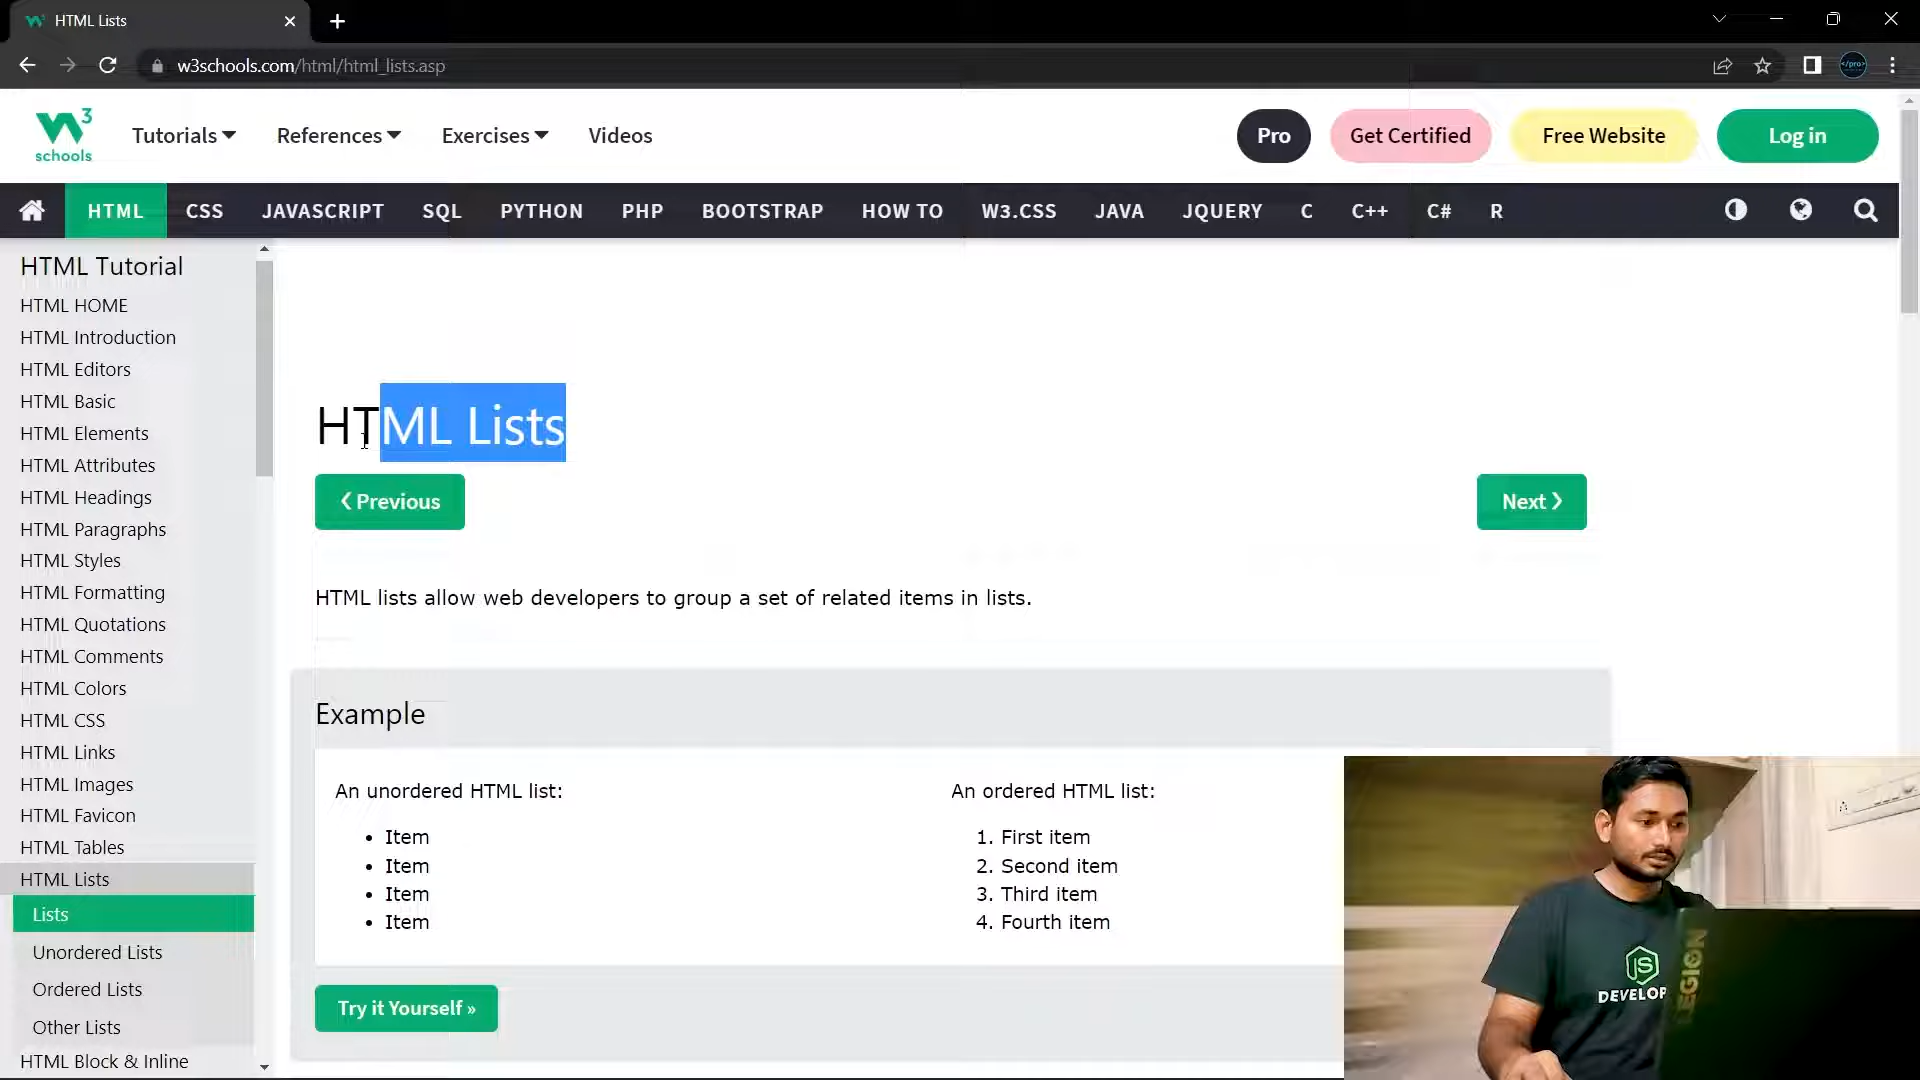 HTML Lists
w3schools.com/html/html_lists.asp
</pro>
W3
schools
Tutorials
References
Exercises
Videos
Pro
Get Certified
Free Website
Log in
HTML
CSS
JAVASCRIPT
SQL
PYTHON
PHP
BOOTSTRAP
HOW TO
W3.CSS
JAVA
JQUERY
C
C++
C#
R
HTML Tutorial
HTML HOME
HTML Introduction
HTML Editors
HTML Basic
HTML Elements
HTML Attributes
HTML Headings
HTML Paragraphs
HTML Styles
HTML Formatting
HTML Quotations
HTML Comments
HTML Colors
HTML CSS
HTML Links
HTML Images
HTML Favicon
HTML Tables
HTML Lists
Lists
Unordered Lists
Ordered Lists
Other Lists
HTML Block & Inline
HTML Lists
❮ Previous
Next ❯
HTML lists allow web developers to group a set of related items in lists.
Example
An unordered HTML list:
• Item
• Item
• Item
• Item
An ordered HTML list:
1. First item
2. Second item
3. Third item
4. Fourth item
Try it Yourself »
JS
DEVELOP
LEGION